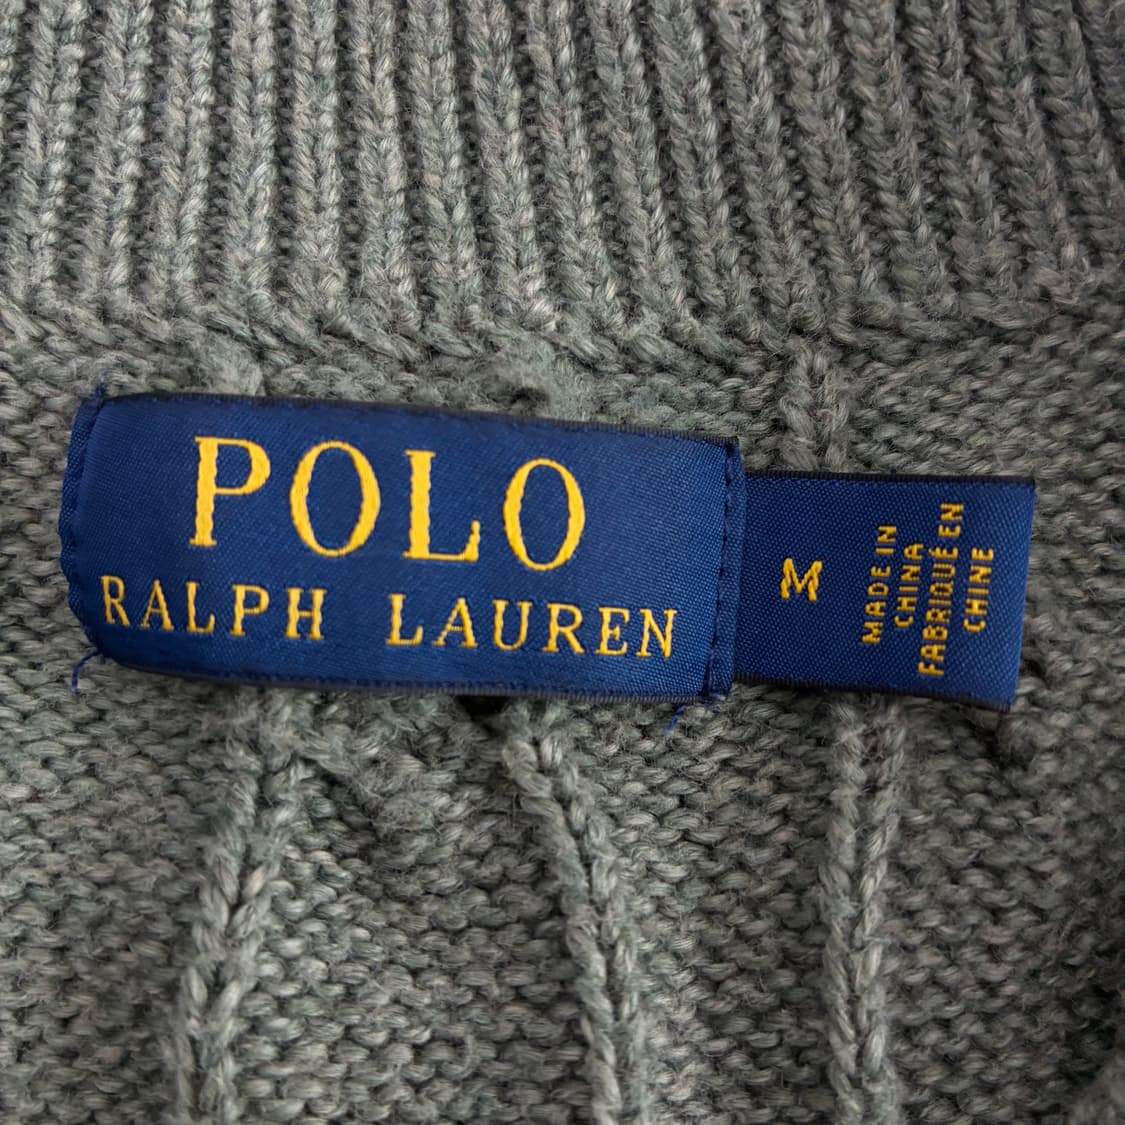 POLO
RALPH LAUREN
M
MADE IN
CHINA
FABRIQUÉ EN
CHINE